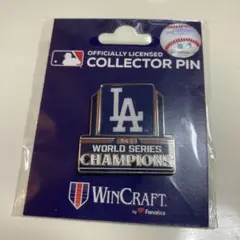 OFFICIALLY LICENSED
COLLECTOR PIN
LA
WORLD SERIES
CHAMPIONS
WINCRAFT
by Fanatics